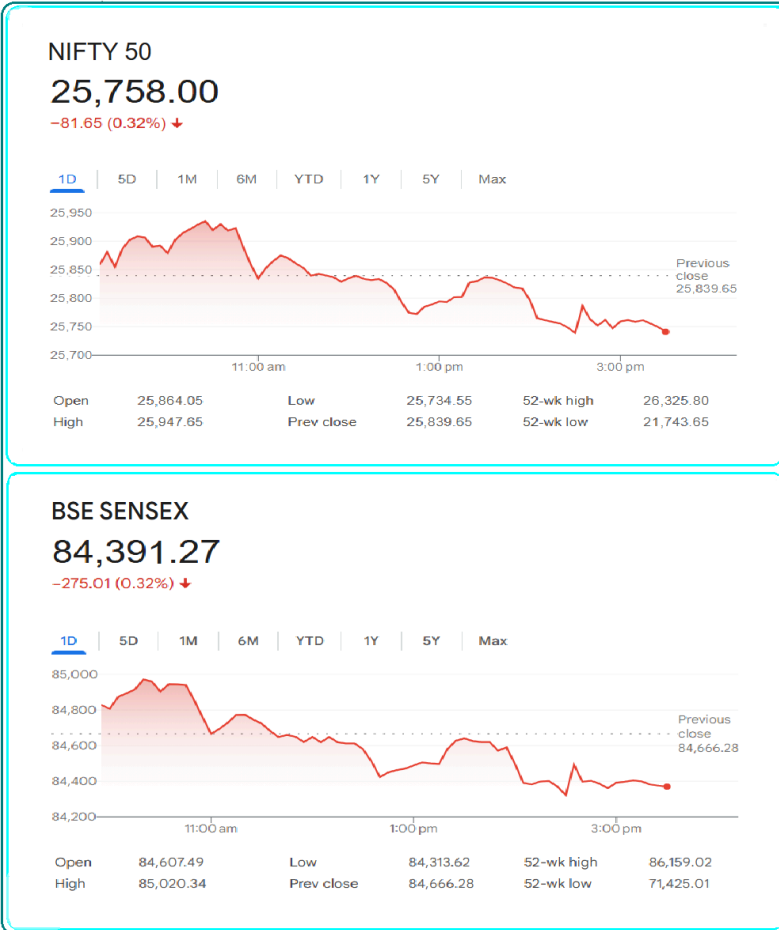 NIFTY 50
25,758.00
−81.65 (0.32%)
1D 5D 1M 6M YTD 1Y 5Y Max
25,950
25,900
25,850
25,800
25,750
25,700
Previous
close
25,839.65
11:00 am 1:00 pm 3:00 pm
Open 25,864.05 Low 25,734.55 52-wk high 26,325.80
High 25,947.65 Prev close 25,839.65 52-wk low 21,743.65
BSE SENSEX
84,391.27
−275.01 (0.32%)
1D 5D 1M 6M YTD 1Y 5Y Max
85,000
84,800
84,600
84,400
84,200
Previous
close
84,666.28
11:00 am 1:00 pm 3:00 pm
Open 84,607.49 Low 84,313.62 52-wk high 86,159.02
High 85,020.34 Prev close 84,666.28 52-wk low 71,425.01